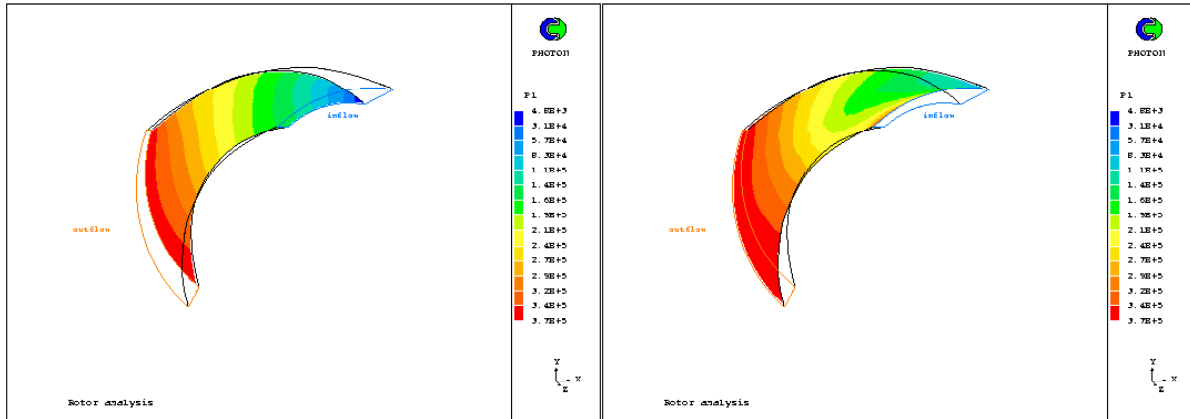 PHOTON
P1
4.8E+3
3.1E+4
5.7E+4
8.3E+4
1.1E+5
1.4E+5
1.6E+5
1.9E+5
2.1E+5
2.4E+5
2.7E+5
2.9E+5
3.2E+5
3.4E+5
3.7E+5
inflow
outflow
Y
X
Z
Rotor analysis
PHOTON
P1
4.8E+3
3.1E+4
5.7E+4
8.3E+4
1.1E+5
1.4E+5
1.6E+5
1.9E+5
2.1E+5
2.4E+5
2.7E+5
2.9E+5
3.2E+5
3.4E+5
3.7E+5
inflow
outflow
Y
X
Z
Rotor analysis